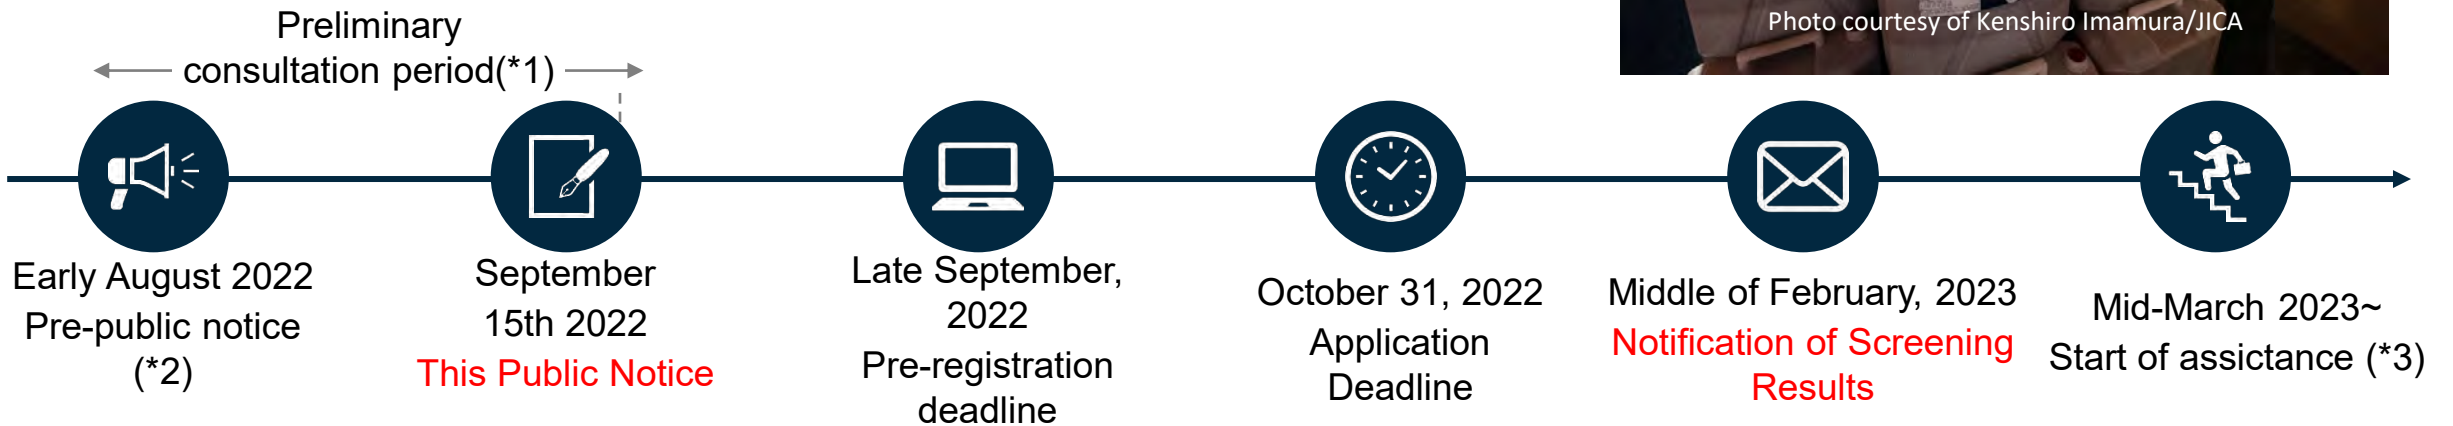 Photo courtesy of Kenshiro Imamura/JICA
Preliminary
consultation period(*1)
Early August 2022
Pre-public notice
(*2)
September
15th 2022
This Public Notice
Late September,
2022
Pre-registration
deadline
October 31, 2022
Application
Deadline
Middle of February, 2023
Notification of Screening
Results
Mid-March 2023~
Start of assictance (*3)